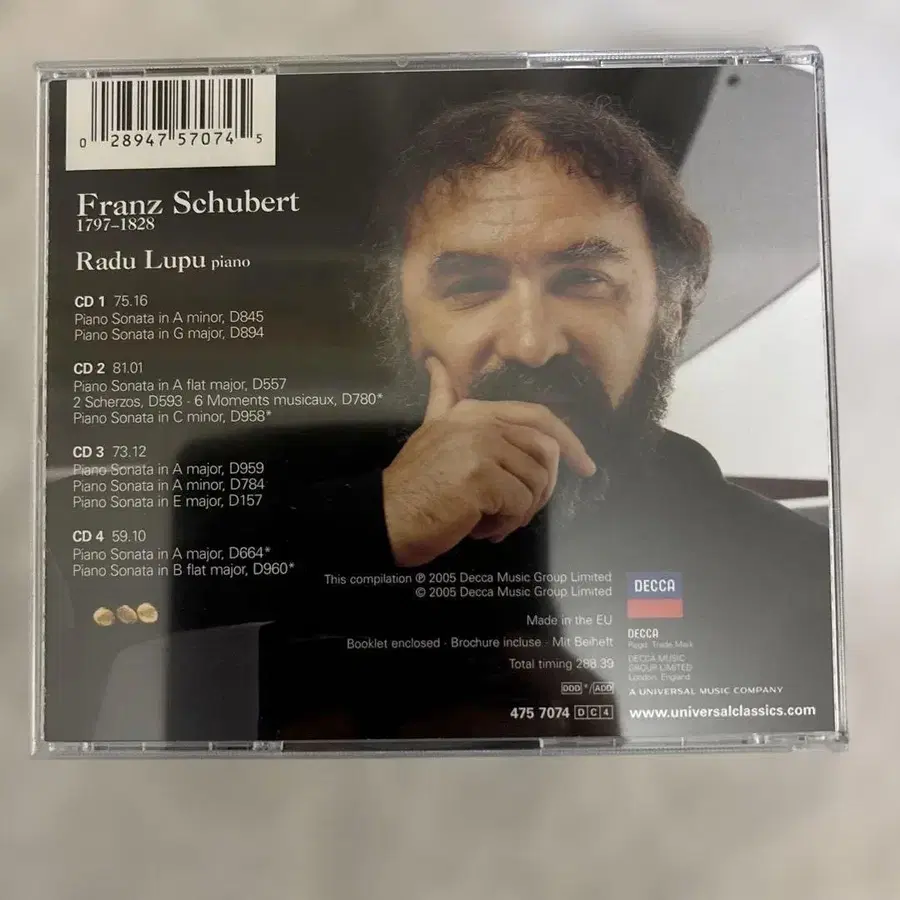 0 28947 57074 5
Franz Schubert
1797–1828
Radu Lupu piano
CD 1 75.16
Piano Sonata in A minor, D845
Piano Sonata in G major, D894
CD 2 81.01
Piano Sonata in A flat major, D557
2 Scherzos, D593 · 6 Moments musicaux, D780*
Piano Sonata in C minor, D958*
CD 3 73.12
Piano Sonata in A major, D959
Piano Sonata in A minor, D784
Piano Sonata in E major, D157
CD 4 59.10
Piano Sonata in A major, D664*
Piano Sonata in B flat major, D960*
This compilation ℗ 2005 Decca Music Group Limited
© 2005 Decca Music Group Limited
DECCA
Made in the EU
DECCA
Regd. Trade Mark
Booklet enclosed · Brochure incluse · Mit Beiheft
DECCA MUSIC
GROUP LIMITED
London, England
Total timing 288.39
DDD*/ADD
A UNIVERSAL MUSIC COMPANY
475 7074 DC4
www.universalclassics.com